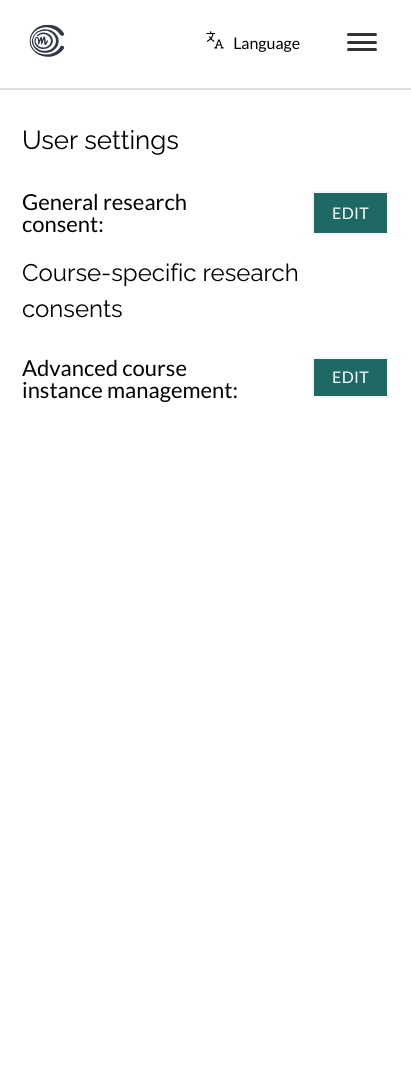 Language
User settings
General research
consent:
EDIT
Course-specific research
consents
Advanced course
instance management:
EDIT